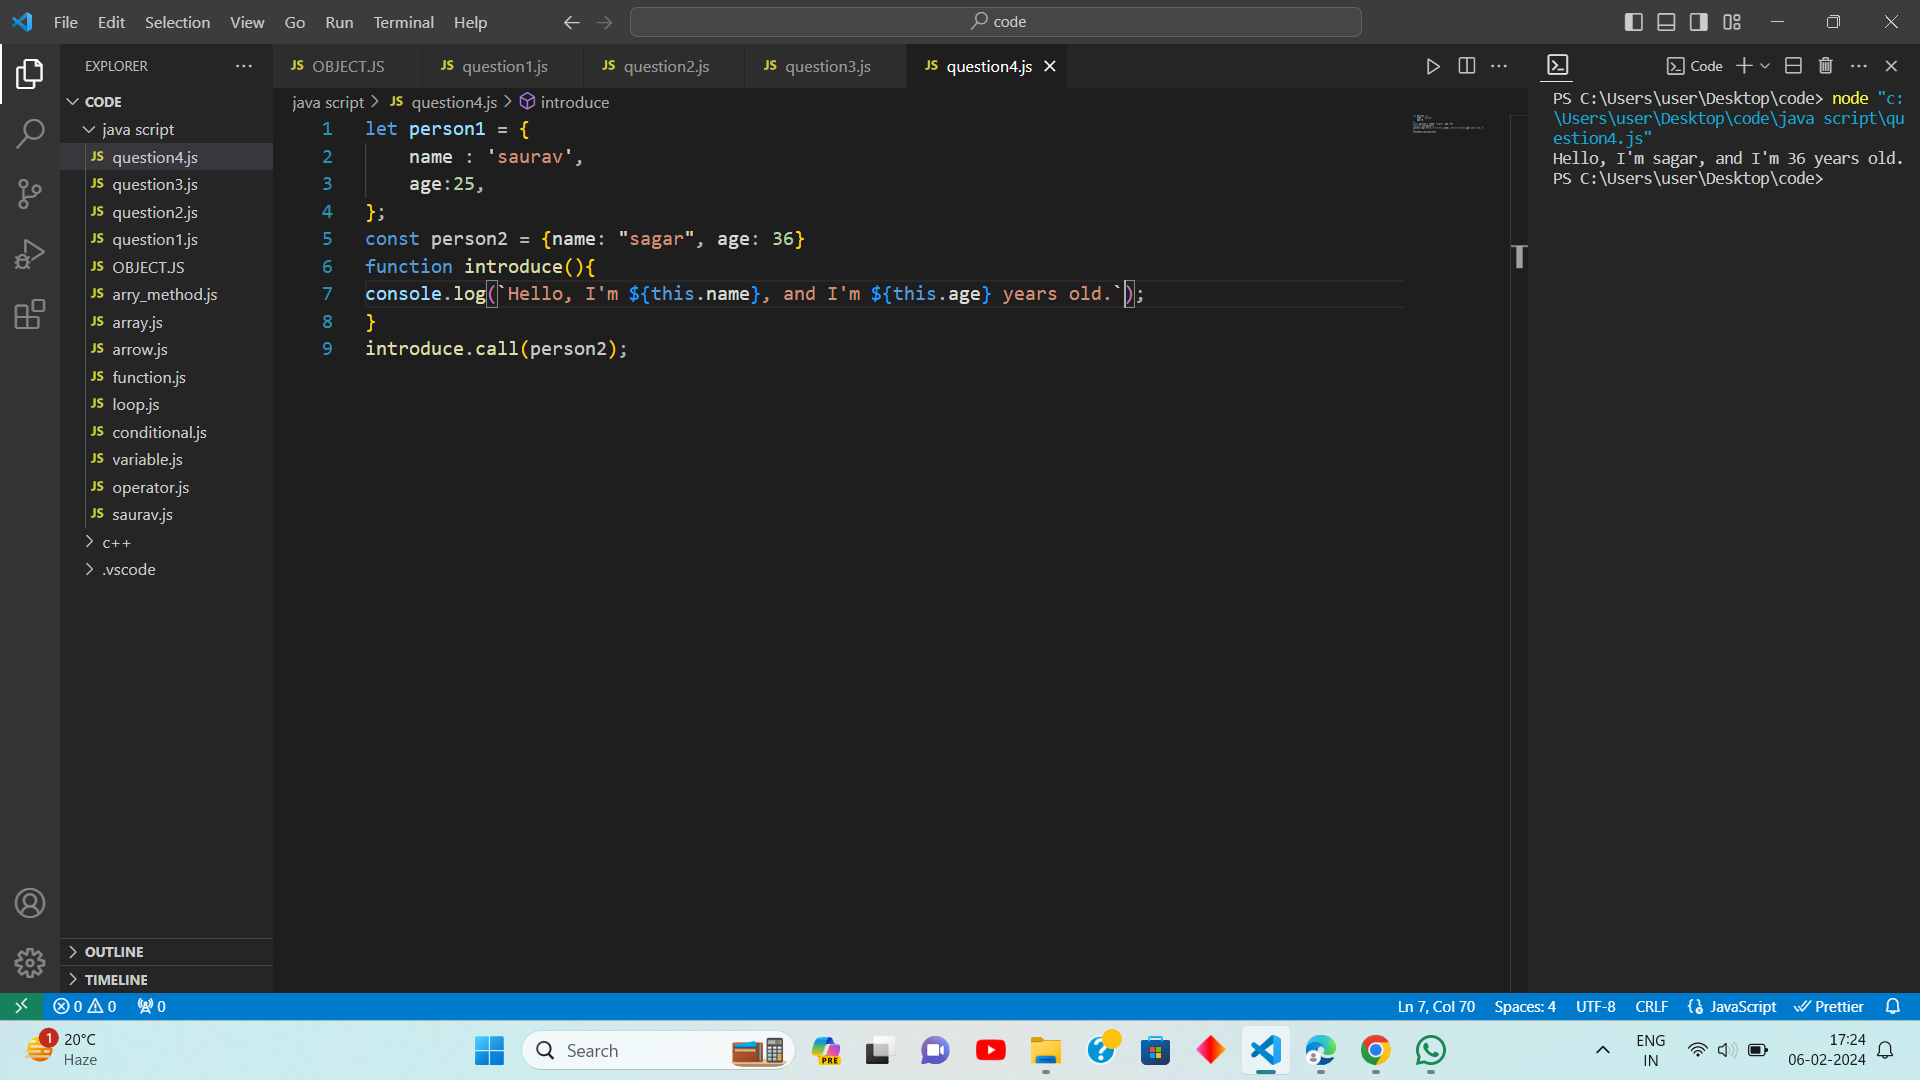 File Edit Selection View Go Run Terminal Help
code
EXPLORER
CODE
java script
JS question4.js
JS question3.js
JS question2.js
JS question1.js
JS OBJECT.JS
JS arry_method.js
JS array.js
JS arrow.js
JS function.js
JS loop.js
JS conditional.js
JS variable.js
JS operator.js
JS saurav.js
c++
.vscode
OUTLINE
TIMELINE
JS OBJECT.JS JS question1.js JS question2.js JS question3.js JS question4.js
java script > JS question4.js > introduce
1 let person1 = {
2 name : 'saurav',
3 age:25,
4 };
5 const person2 = {name: "sagar", age: 36}
6 function introduce(){
7 console.log(`Hello, I'm ${this.name}, and I'm ${this.age} years old.`);
8 }
9 introduce.call(person2);
Code
PS C:\Users\user\Desktop\code> node "c:
\Users\user\Desktop\code\java script\qu
estion4.js"
Hello, I'm sagar, and I'm 36 years old.
PS C:\Users\user\Desktop\code>
0 0 0
Ln 7, Col 70 Spaces: 4 UTF-8 CRLF JavaScript Prettier
1
20°C
Haze
Search
PRE
ENG
IN
17:24
06-02-2024